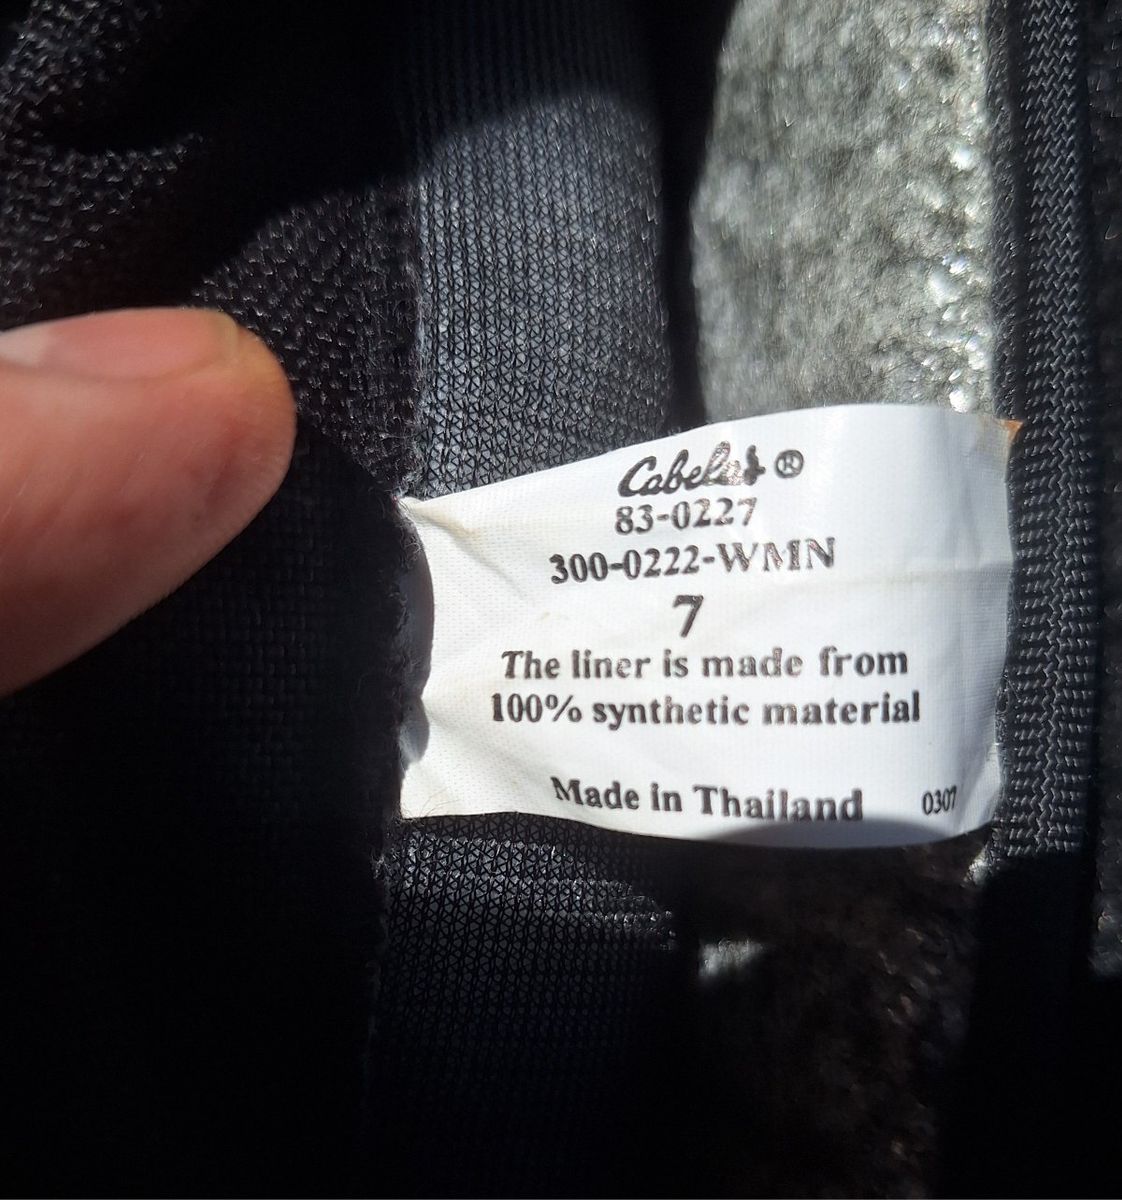 Cabela's®
83-0227
300-0222-WMN
7
The liner is made from
100% synthetic material
Made in Thailand 0307